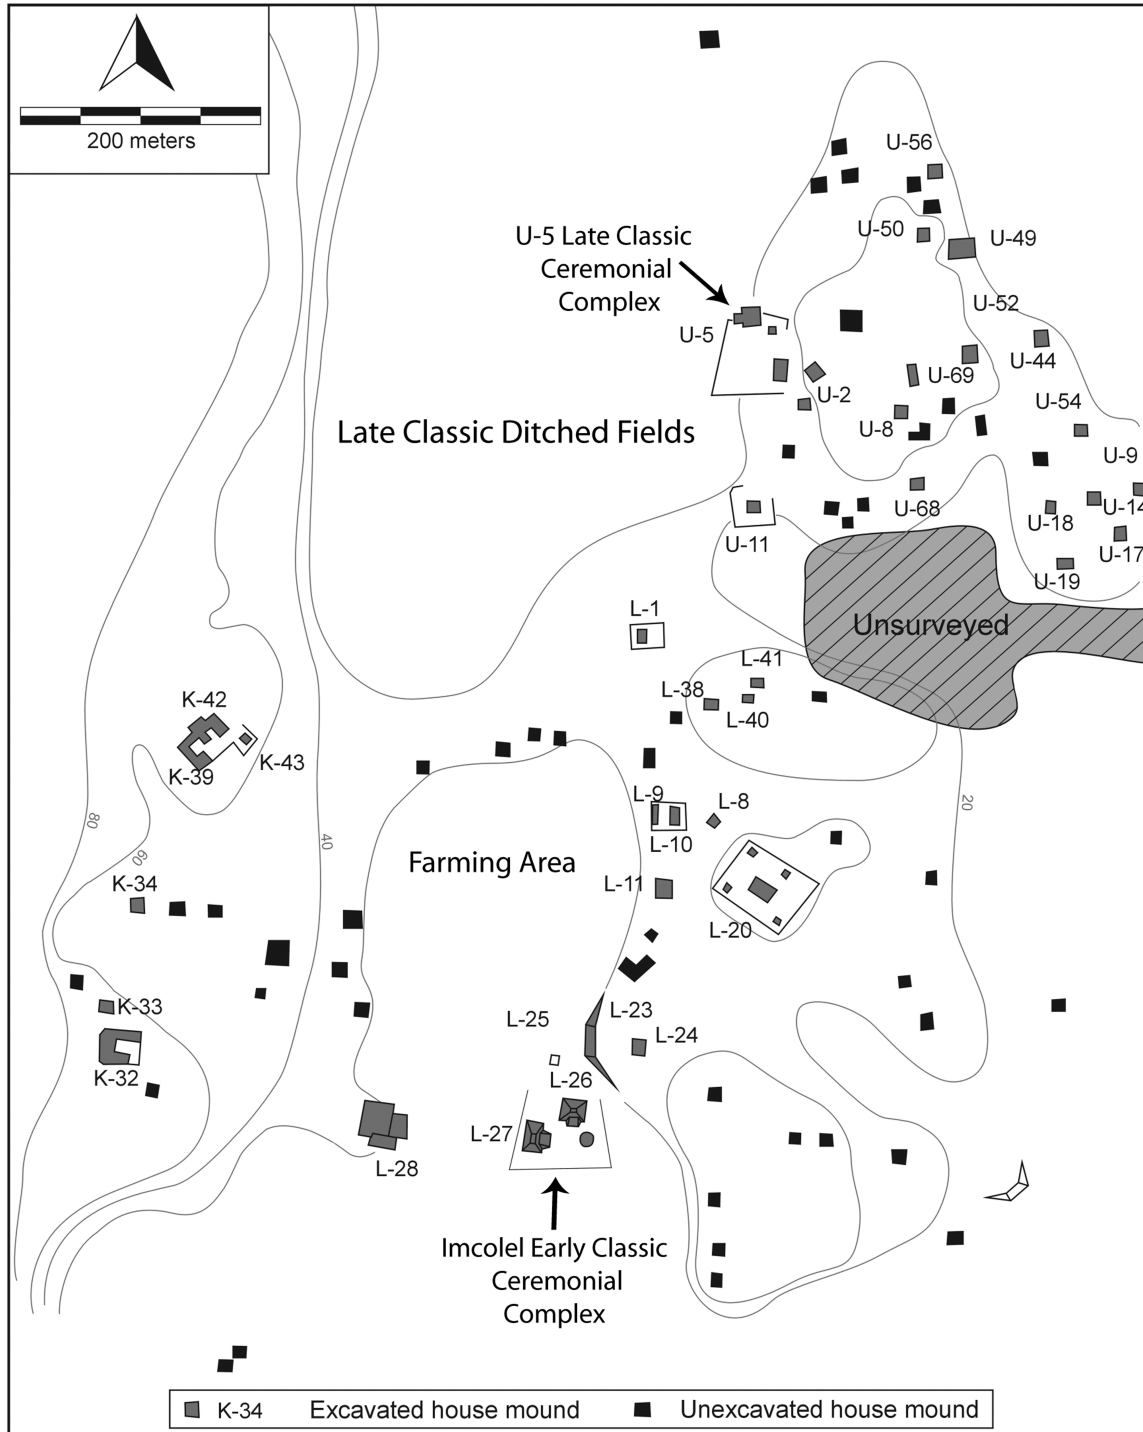 200 meters
U-56
U-50
U-49
U-5 Late Classic
Ceremonial
Complex
U-52
U-5
U-44
U-69
U-2
U-54
U-8
Late Classic Ditched Fields
U-9
U-68
U-14
U-18
U-11
U-17
U-19
L-1
Unsurveyed
L-41
L-38
L-40
K-42
K-43
K-39
L-9
L-8
20
80
40
L-10
60
Farming Area
K-34
L-11
L-20
K-33
L-23
L-25
L-24
K-32
L-26
L-27
L-28
Imcolel Early Classic
Ceremonial
Complex
K-34 Excavated house mound Unexcavated house mound